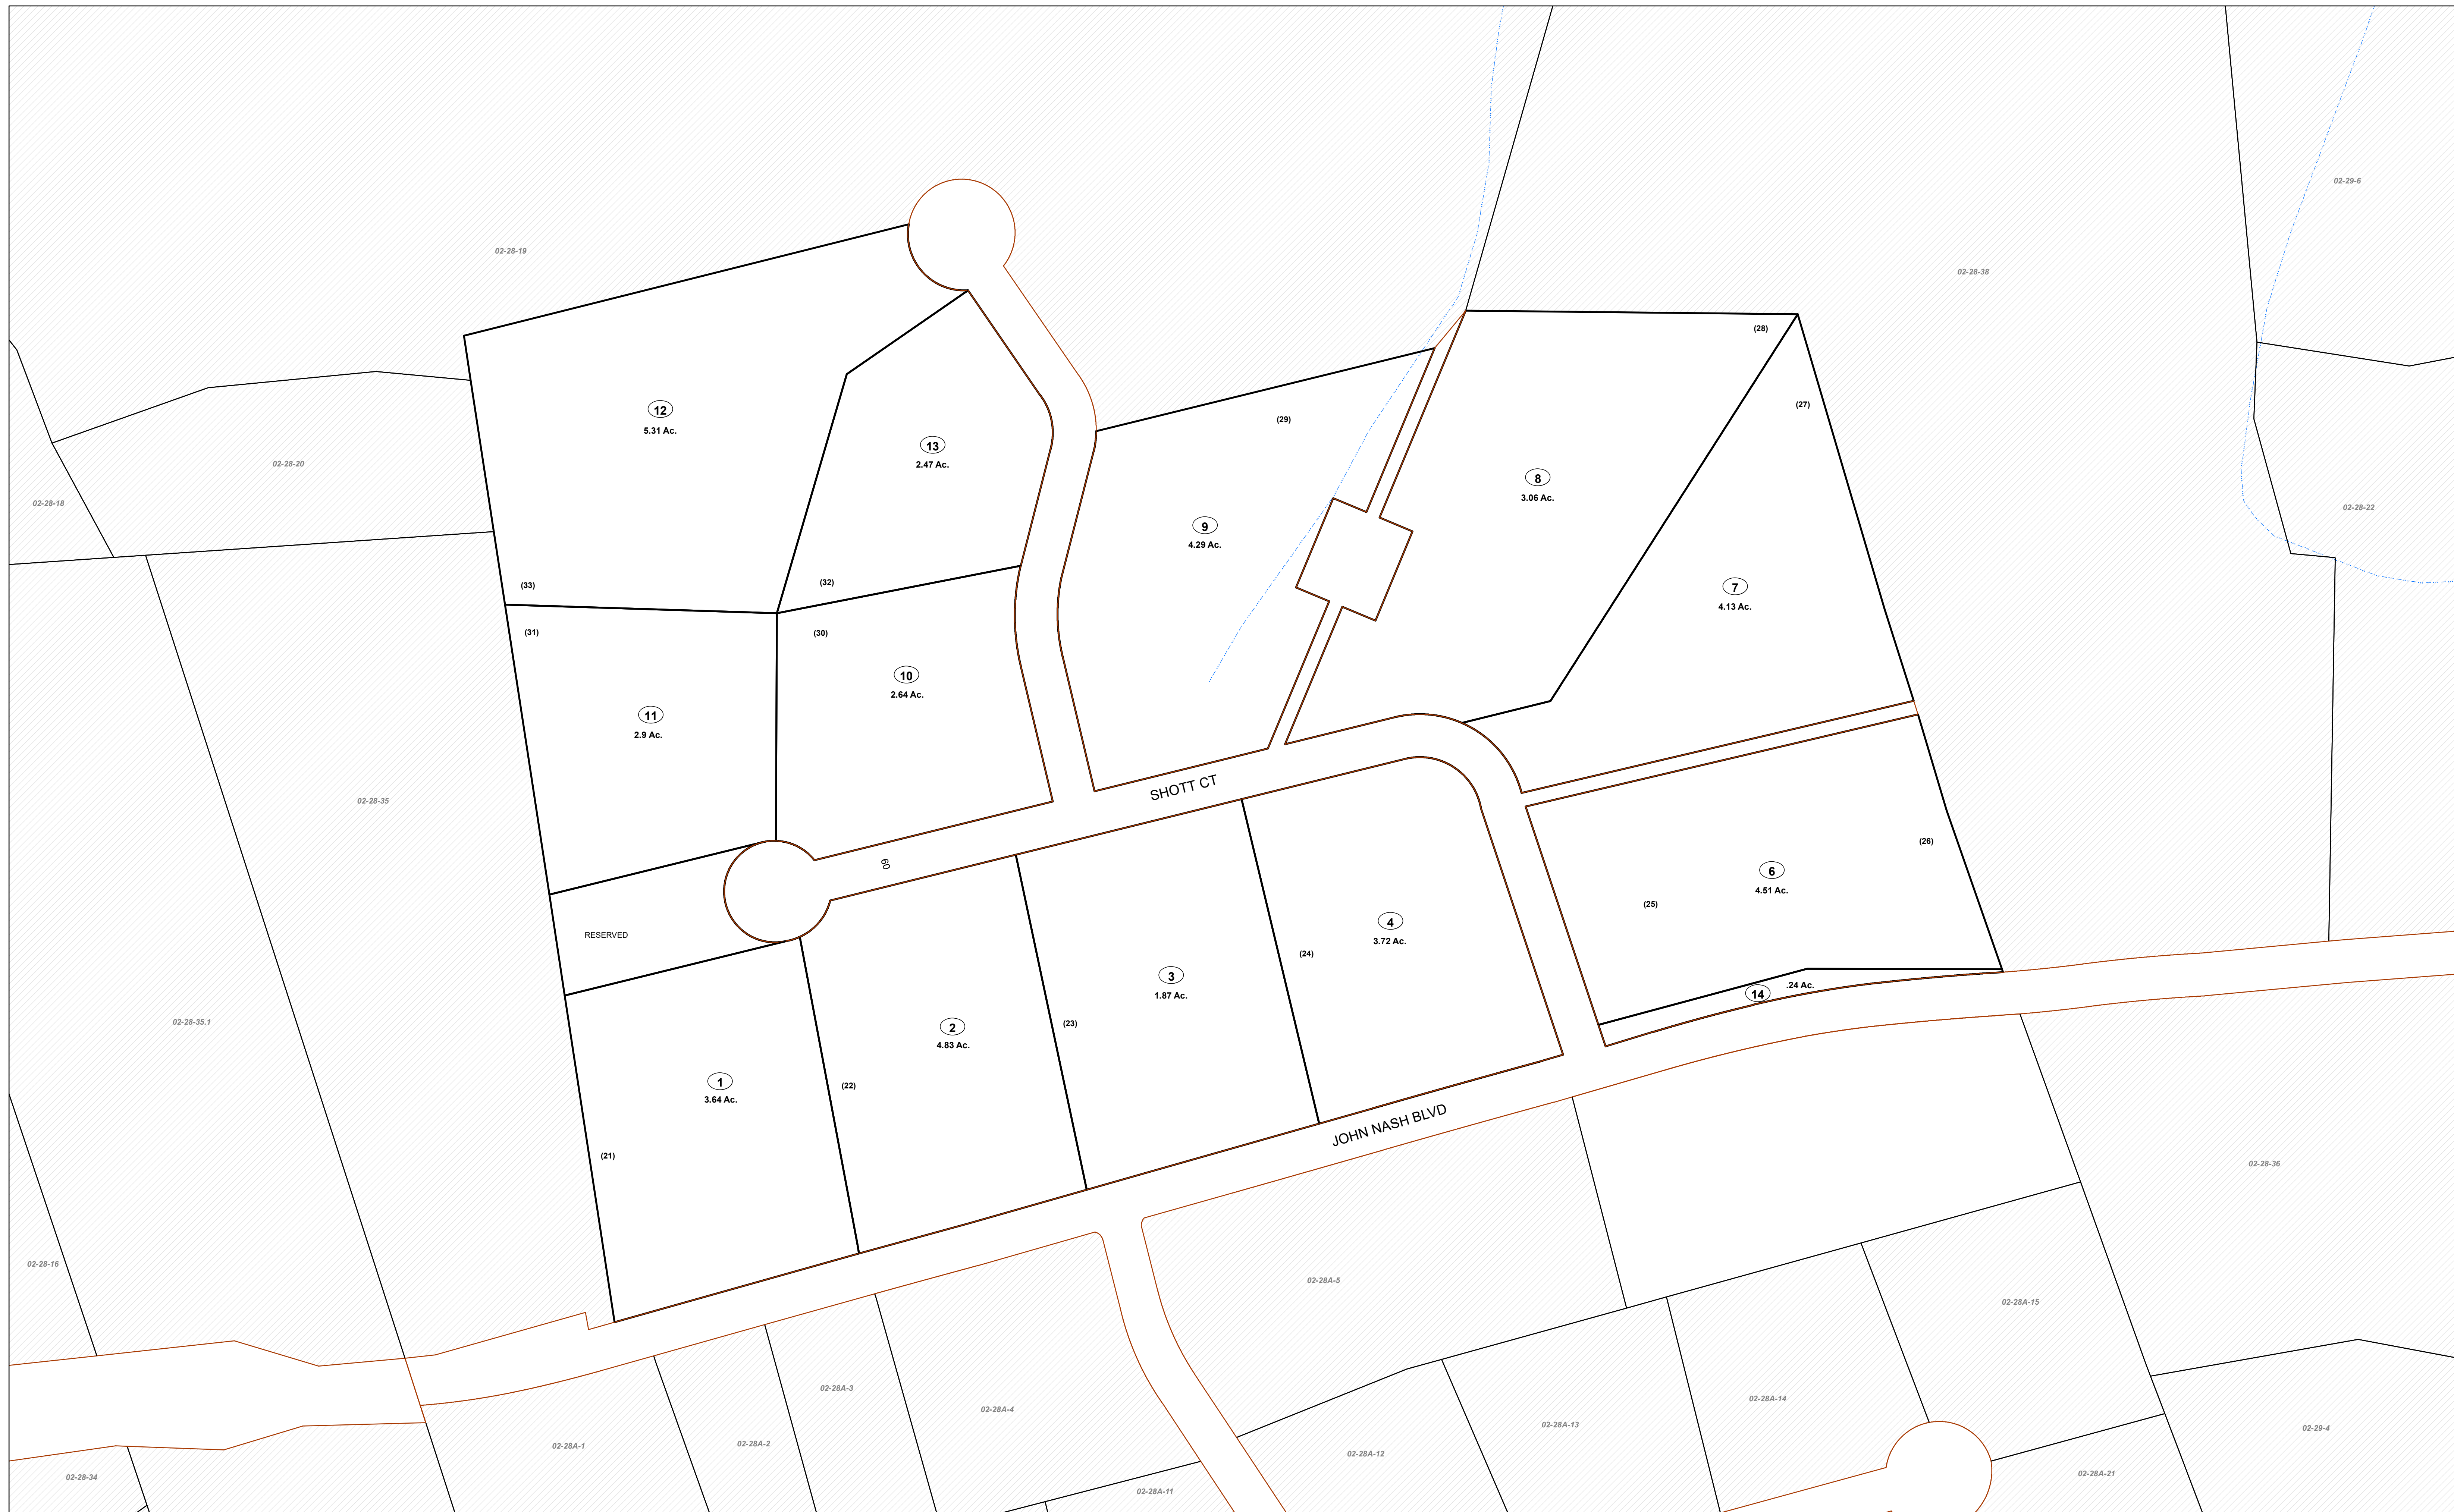 02-29-6
02-28-19
02-28-38
(28)
(27)
12
5.31 Ac.
(29)
13
2.47 Ac.
02-28-20
02-28-18
8
3.06 Ac.
02-28-22
9
4.29 Ac.
(33)
(32)
7
4.13 Ac.
(31)
(30)
10
2.64 Ac.
11
2.9 Ac.
SHOTT CT
02-28-35
60
(26)
6
4.51 Ac.
(25)
RESERVED
4
3.72 Ac.
(24)
3
1.87 Ac.
14
.24 Ac.
02-28-35.1
2
4.83 Ac.
(23)
1
3.64 Ac.
(22)
JOHN NASH BLVD
(21)
02-28-36
02-28-16
02-28A-5
02-28A-15
02-28A-3
02-28A-14
02-28A-4
02-28A-13
02-29-4
02-28A-1
02-28A-2
02-28A-12
02-28-34
02-28A-21
02-28A-11